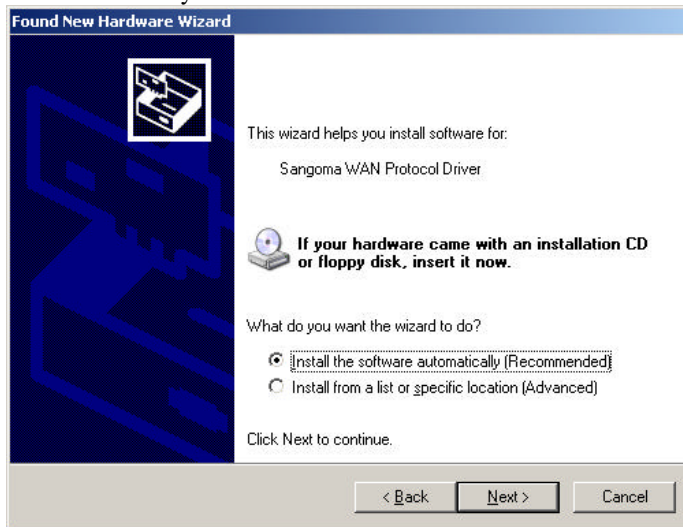 Found New Hardware Wizard
This wizard helps you install software for:
Sangoma WAN Protocol Driver
If your hardware came with an installation CD
or floppy disk, insert it now.
What do you want the wizard to do?
Install the software automatically (Recommended)
Install from a list or specific location (Advanced)
Click Next to continue.
< Back Next > Cancel